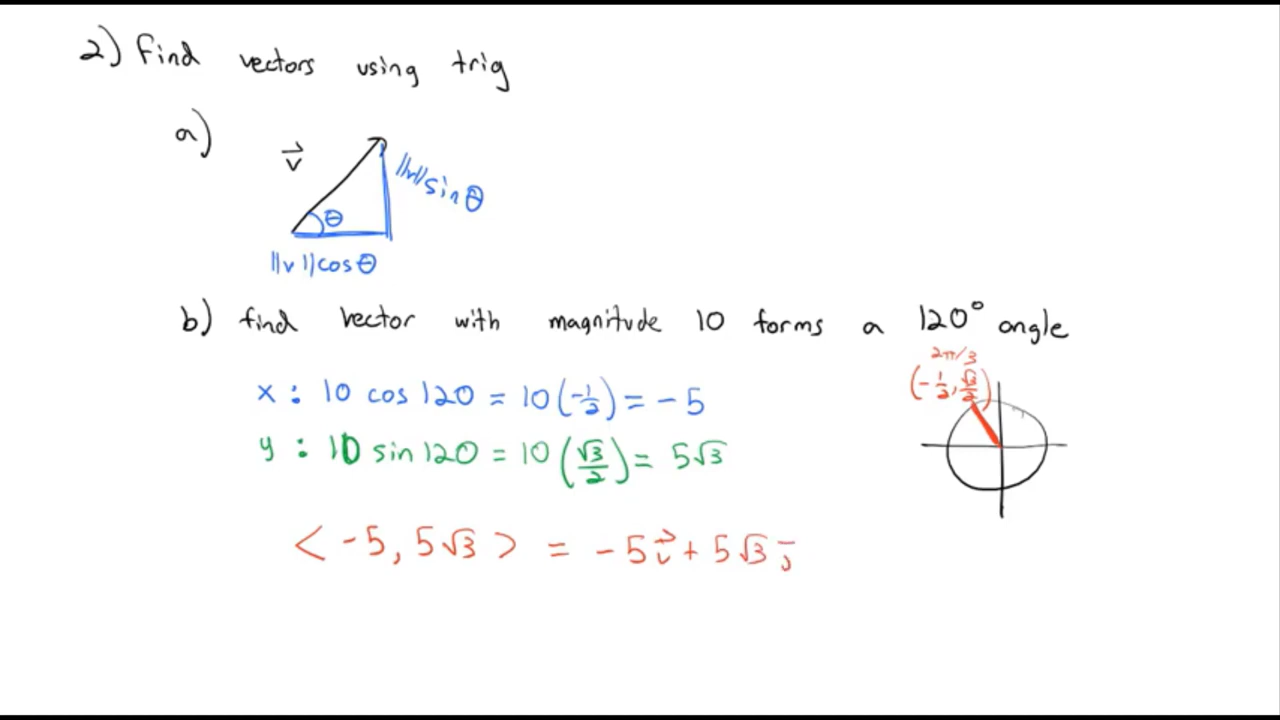 2) Find vectors using trig
a)
v⃗
||v|| sin θ
θ
||v|| cos θ
b) find vector with magnitude 10 forms a 120° angle
2π/3
(-1/2, √3/2)
x : 10 cos 120 = 10(-1/2) = -5
y : 10 sin 120 = 10(√3/2) = 5√3
< -5, 5√3 > = -5i⃗ + 5√3 j